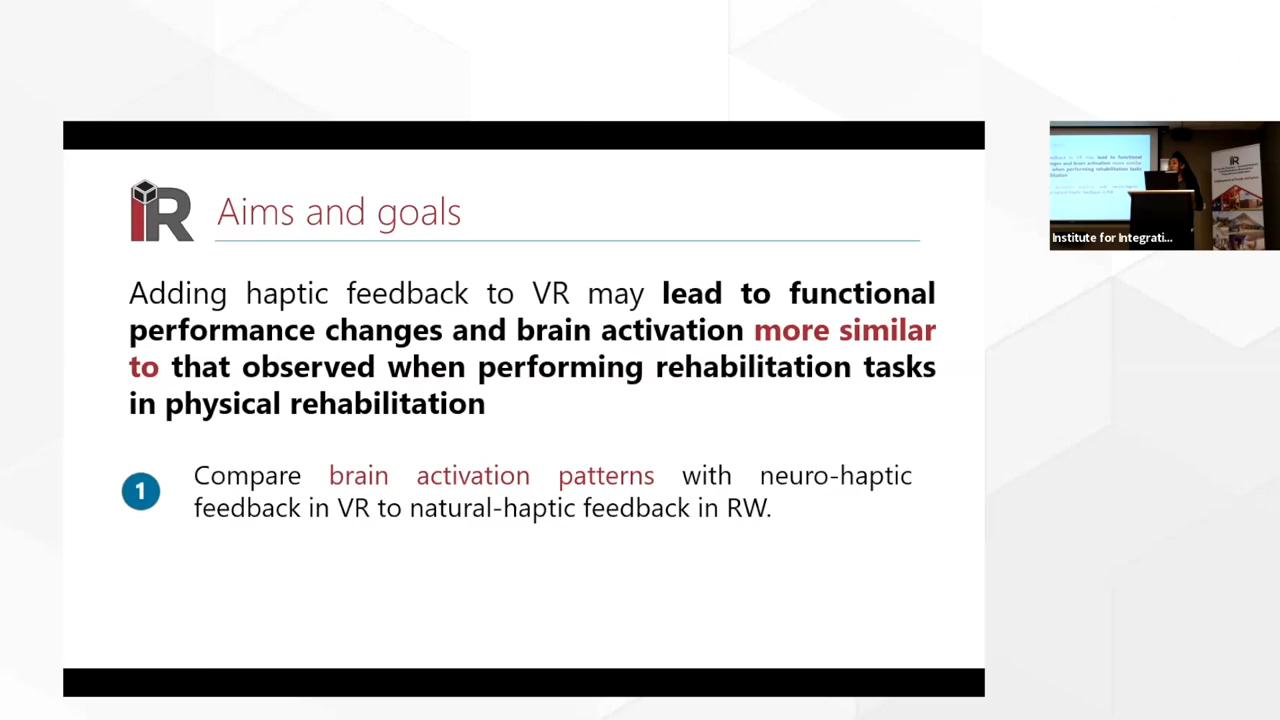 IR
Aims and goals
Adding haptic feedback to VR may lead to functional
performance changes and brain activation more similar
to that observed when performing rehabilitation tasks
in physical rehabilitation
1
Compare brain activation patterns with neuro-haptic
feedback in VR to natural-haptic feedback in RW.
Institute for Integrati...